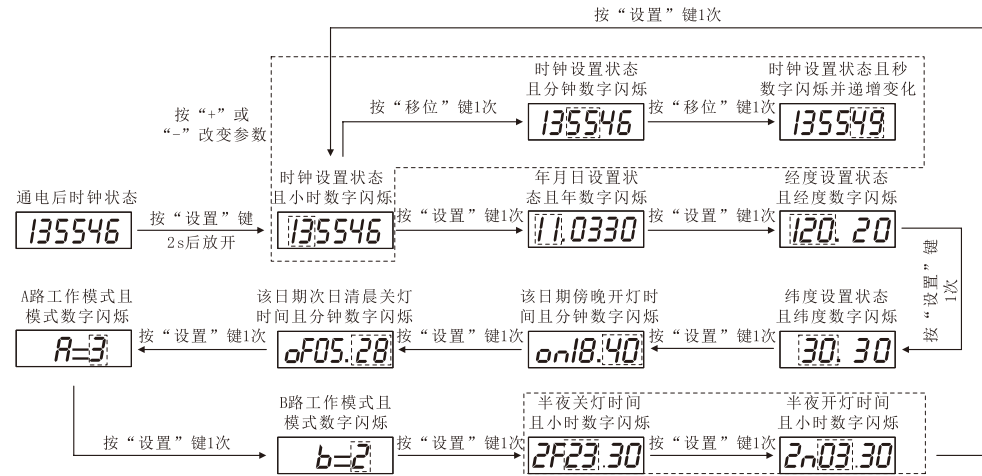 按“设置”键1次
时钟设置状态
且分钟数字闪烁
时钟设置状态且秒
数字闪烁并递增变化
按“+”或
“-”改变参数
按“移位”键1次
135546
按“移位”键1次
135549
通电后时钟状态
135546
按“设置”键
2s后放开
时钟设置状态
且小时数字闪烁
135546
按“设置”键1次
年月日设置状
态且年数字闪烁
11.0330
按“设置”键1次
经度设置状态
且经度数字闪烁
120.20
按“设置”键
1次
A路工作模式且
模式数字闪烁
A=3
按“设置”键1次
该日期次日清晨关灯
时间且分钟数字闪烁
oF05.28
按“设置”键1次
该日期傍晚开灯时
间且分钟数字闪烁
on18.40
按“设置”键1次
纬度设置状态
且纬度数字闪烁
30.30
按“设置”键1次
B路工作模式且
模式数字闪烁
b=2
按“设置”键1次
半夜关灯时间
且小时数字闪烁
2F23.30
按“设置”键1次
半夜开灯时间
且小时数字闪烁
2n03.30